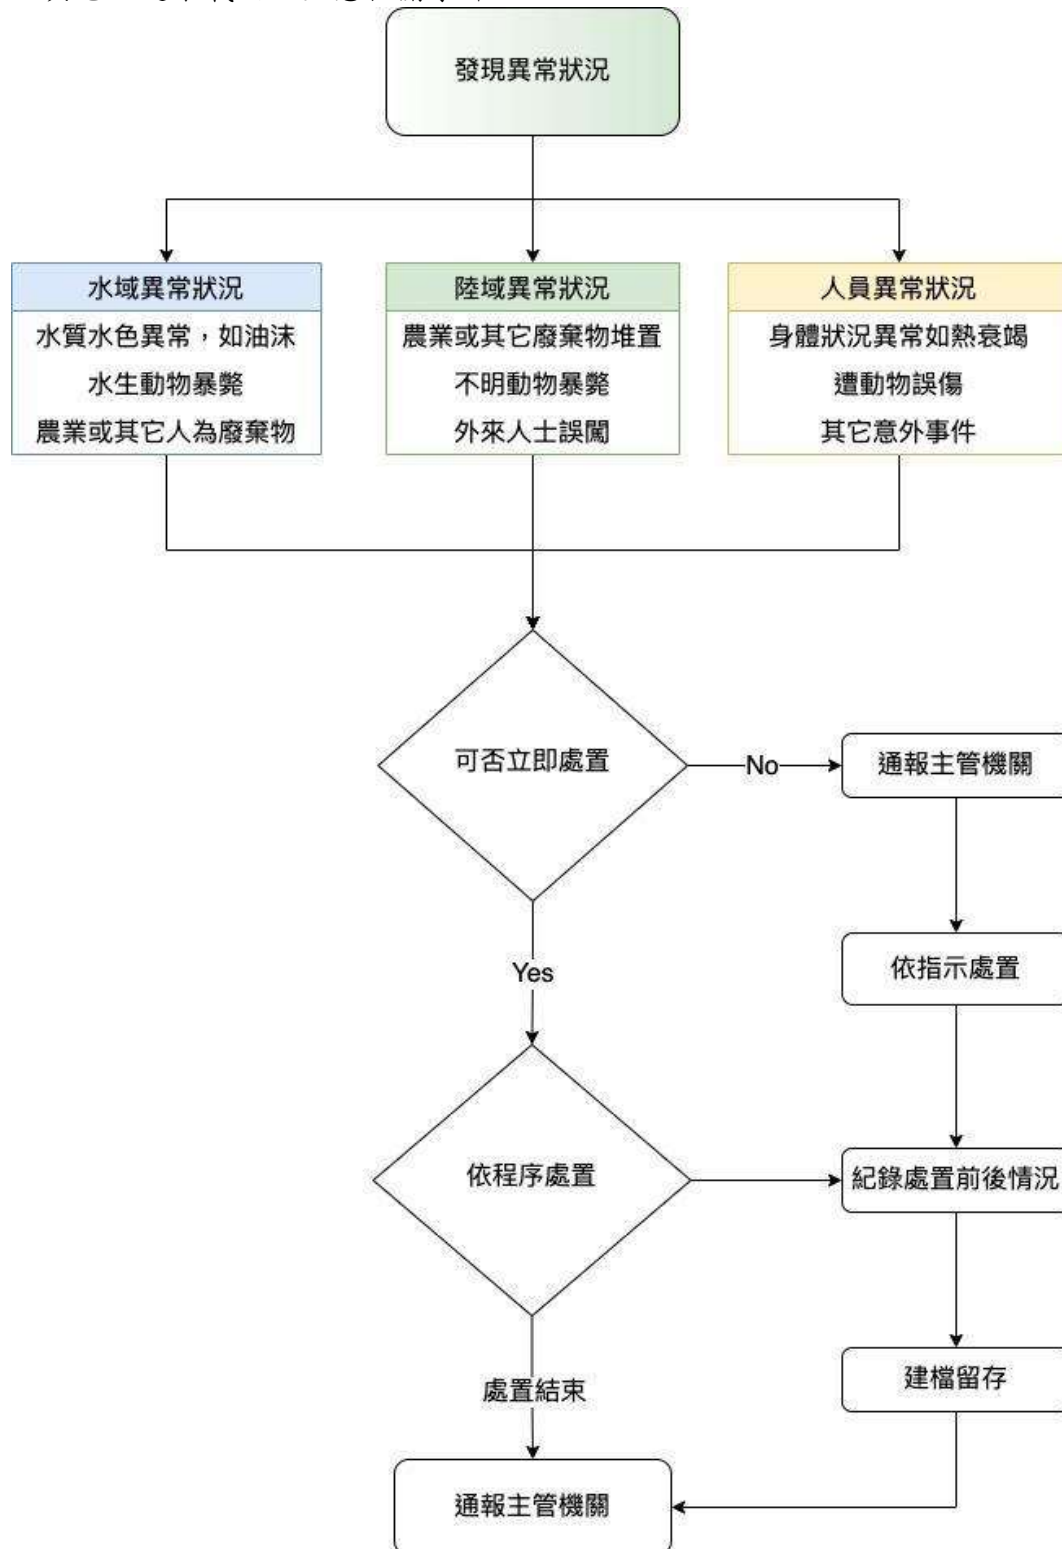 發現異常狀況
水域異常狀況
水質水色異常，如油沫
水生動物暴斃
農業或其它人為廢棄物
陸域異常狀況
農業或其它廢棄物堆置
不明動物暴斃
外來人士誤闖
人員異常狀況
身體狀況異常如熱衰竭
遭動物誤傷
其它意外事件
可否立即處置
No
通報主管機關
Yes
依指示處置
依程序處置
紀錄處置前後情況
處置結束
建檔留存
通報主管機關